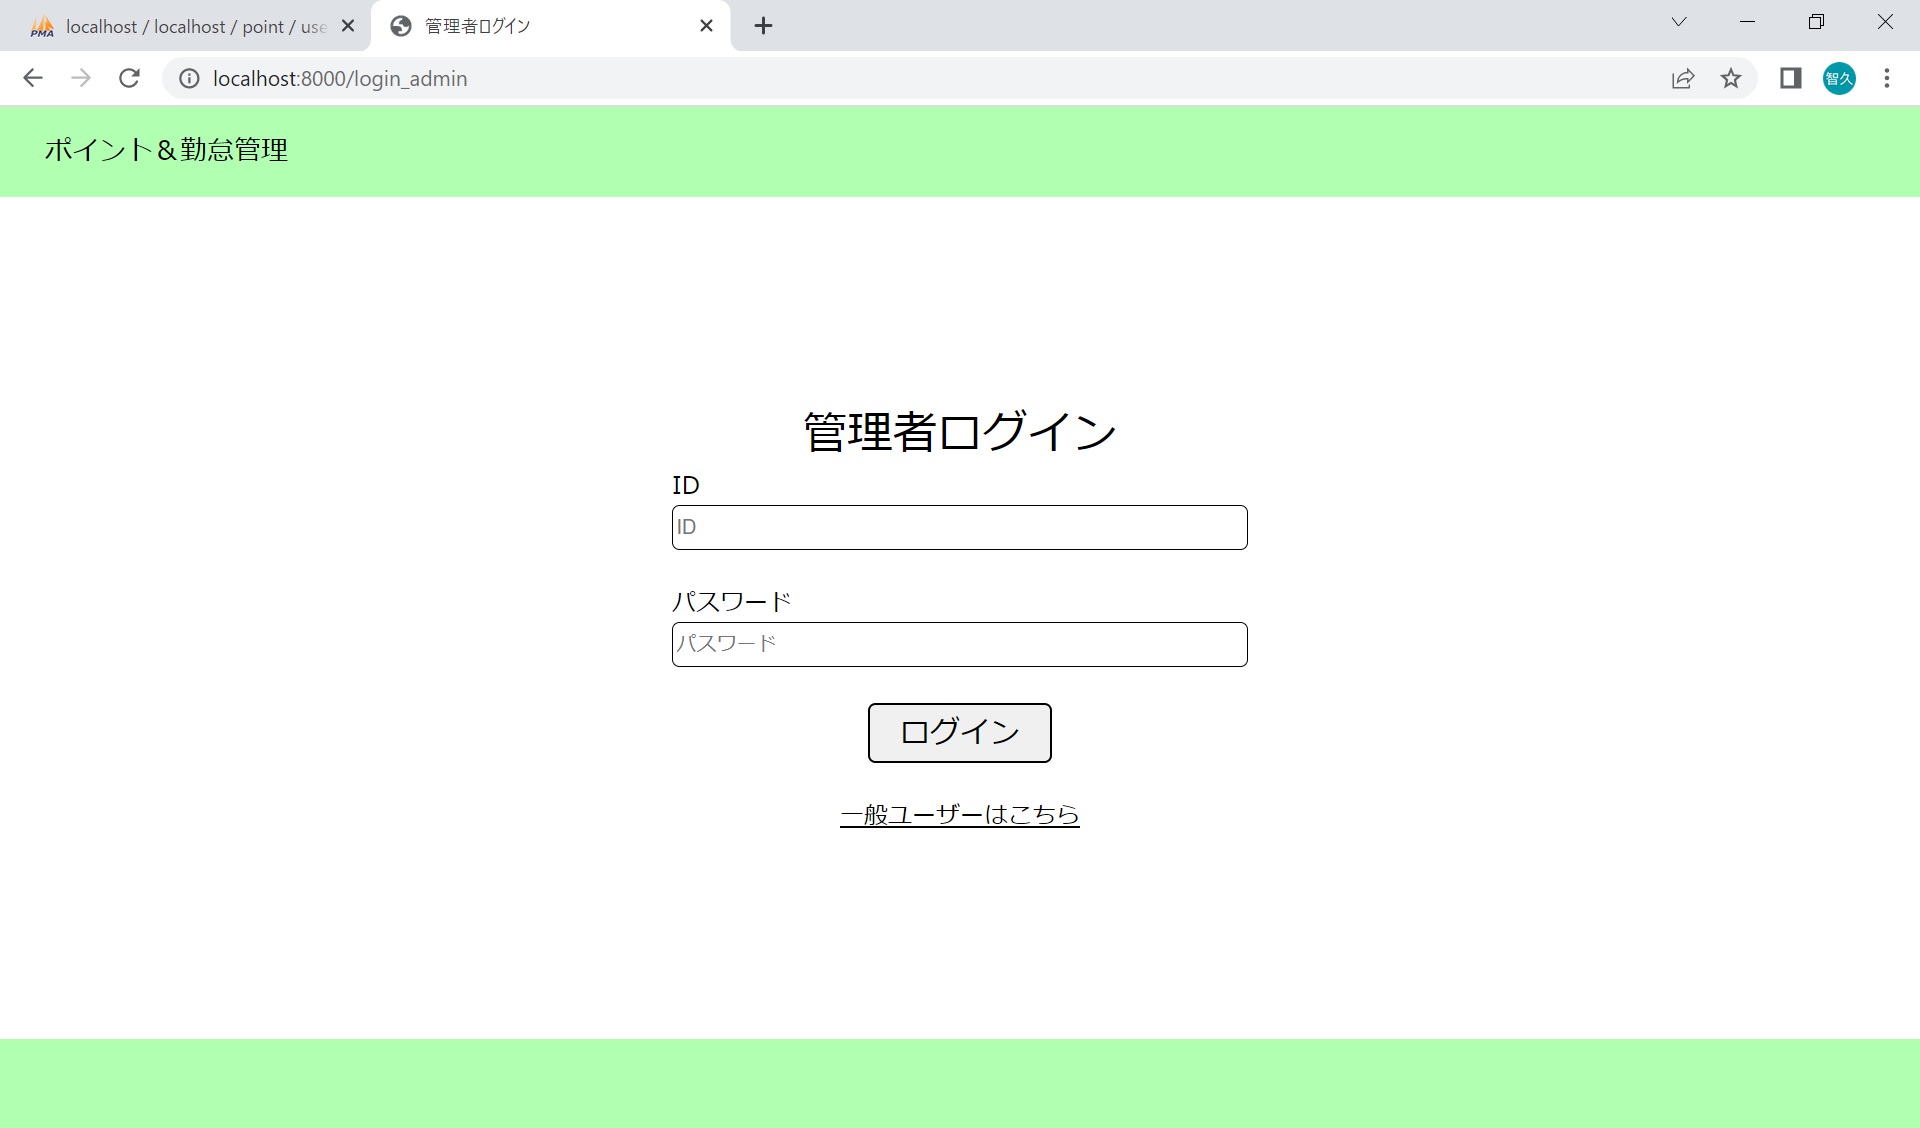 localhost / localhost / point / use
管理者ログイン
localhost:8000/login_admin
智久
ポイント＆勤怠管理
管理者ログイン
ID
ID
パスワード
パスワード
ログイン
一般ユーザーはこちら